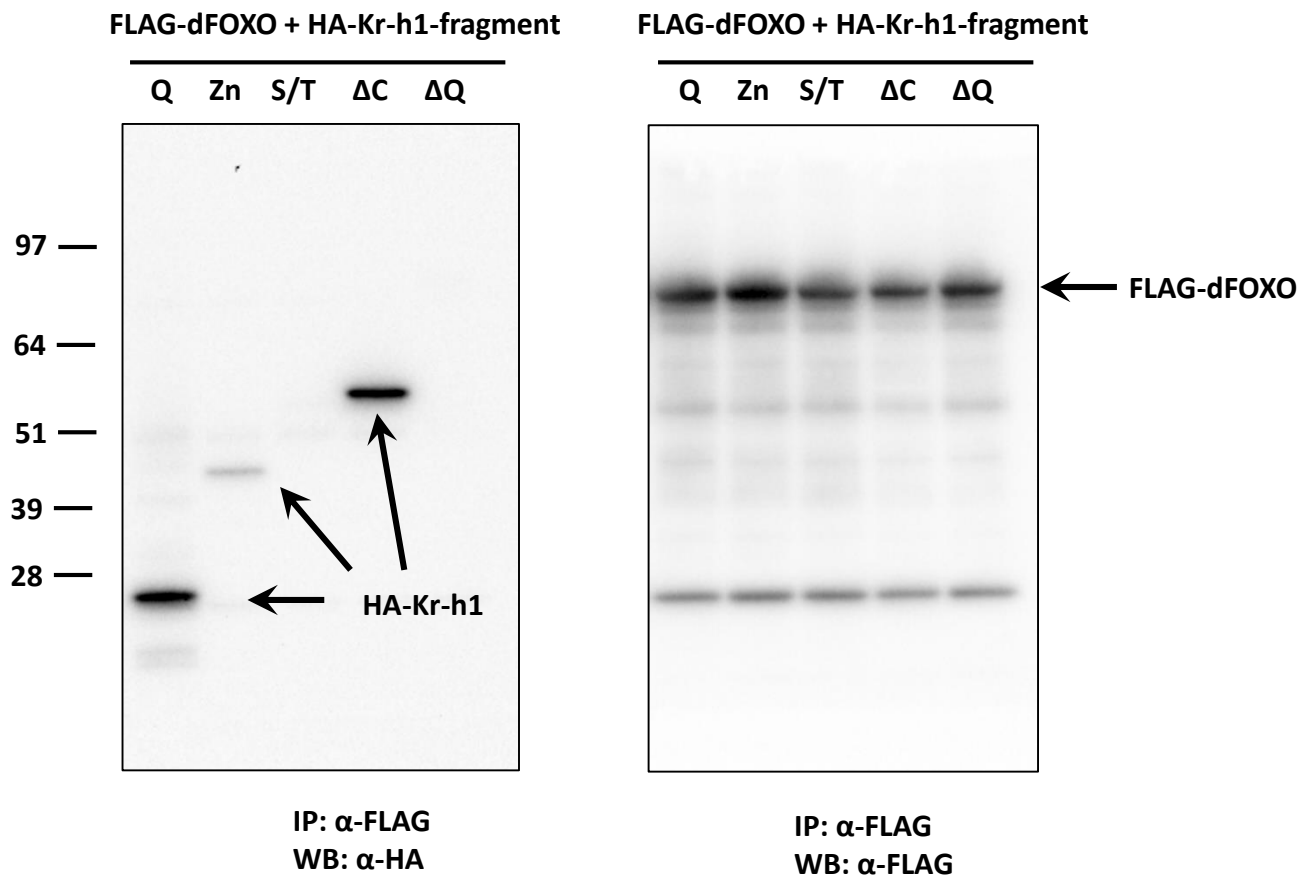 FLAG-dFOXO + HA-Kr-h1-fragment
Q Zn S/T ΔC ΔQ
97
64
51
39
28
HA-Kr-h1
IP: α-FLAG
WB: α-HA
FLAG-dFOXO + HA-Kr-h1-fragment
Q Zn S/T ΔC ΔQ
FLAG-dFOXO
IP: α-FLAG
WB: α-FLAG